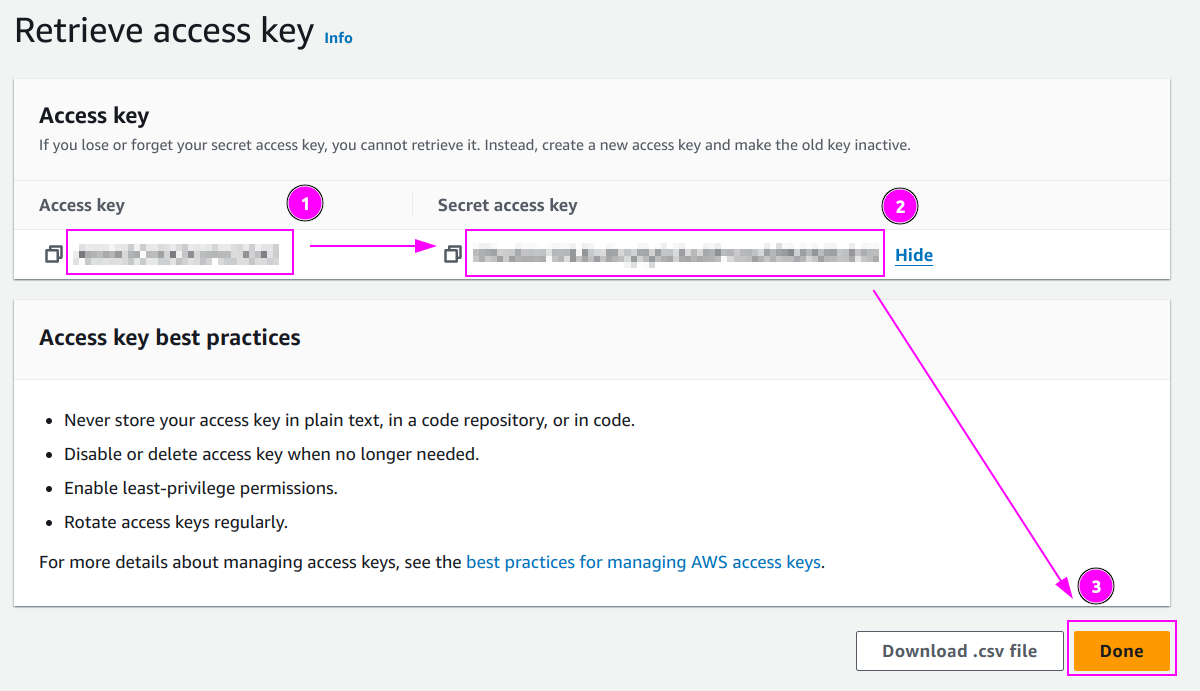 Retrieve access key Info
Access key
If you lose or forget your secret access key, you cannot retrieve it. Instead, create a new access key and make the old key inactive.
Access key 1 Secret access key 2
Hide
Access key best practices
Never store your access key in plain text, in a code repository, or in code.
Disable or delete access key when no longer needed.
Enable least-privilege permissions.
Rotate access keys regularly.
For more details about managing access keys, see the best practices for managing AWS access keys.
3
Download .csv file Done